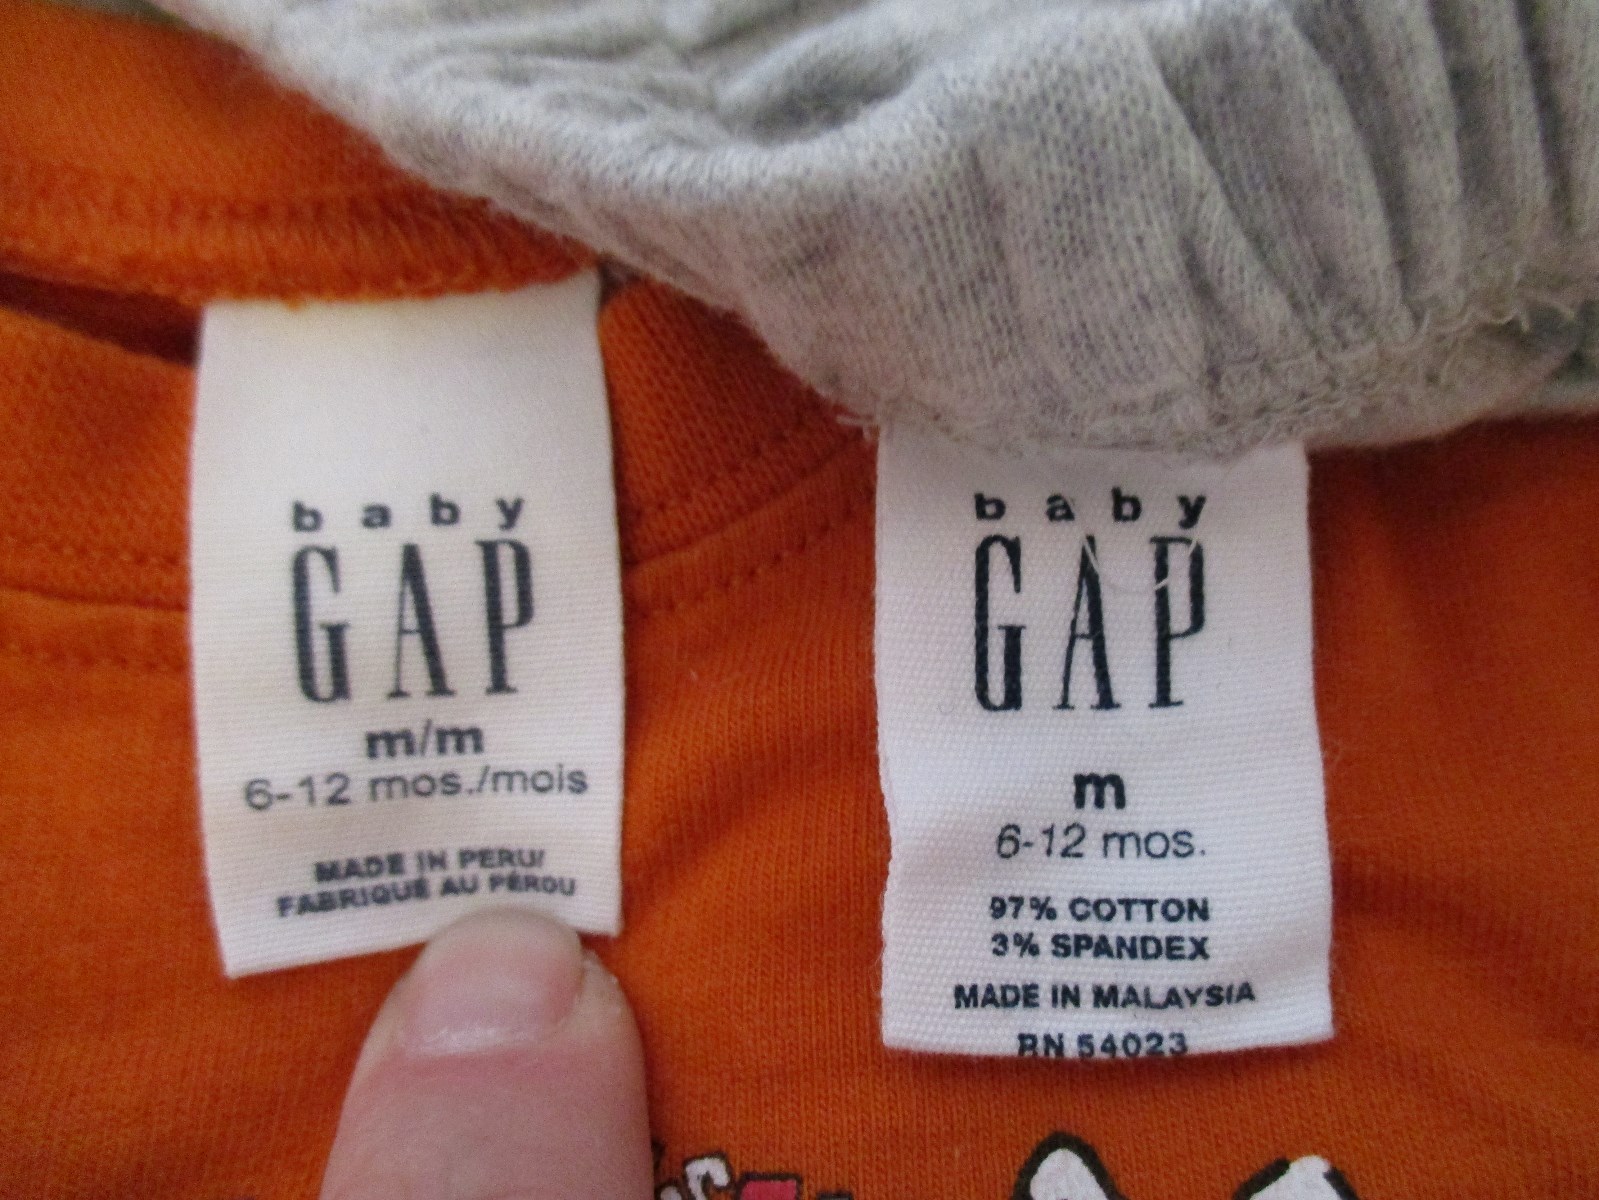 baby
GAP
m/m
6-12 mos./mois
MADE IN PERU/
FABRIQUÉ AU PÉROU
baby
GAP
m
6-12 mos.
97% COTTON
3% SPANDEX
MADE IN MALAYSIA
RN 54023